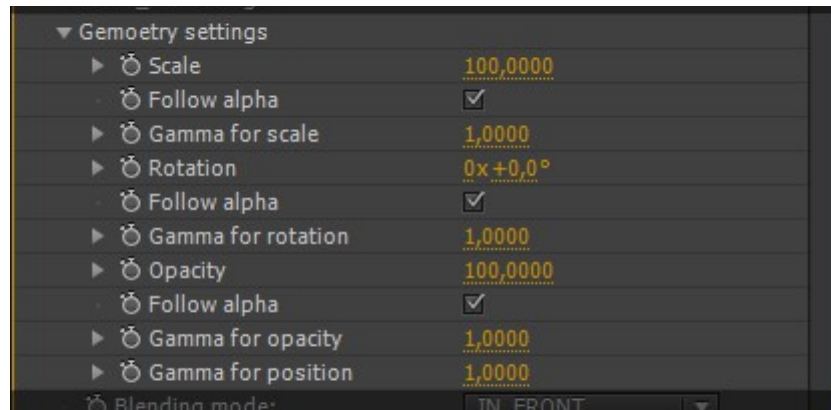 Gemoetry settings
Scale 100,0000
Follow alpha
Gamma for scale 1,0000
Rotation 0x+0,0°
Follow alpha
Gamma for rotation 1,0000
Opacity 100,0000
Follow alpha
Gamma for opacity 1,0000
Gamma for position 1,0000
Blending mode: IN_FRONT